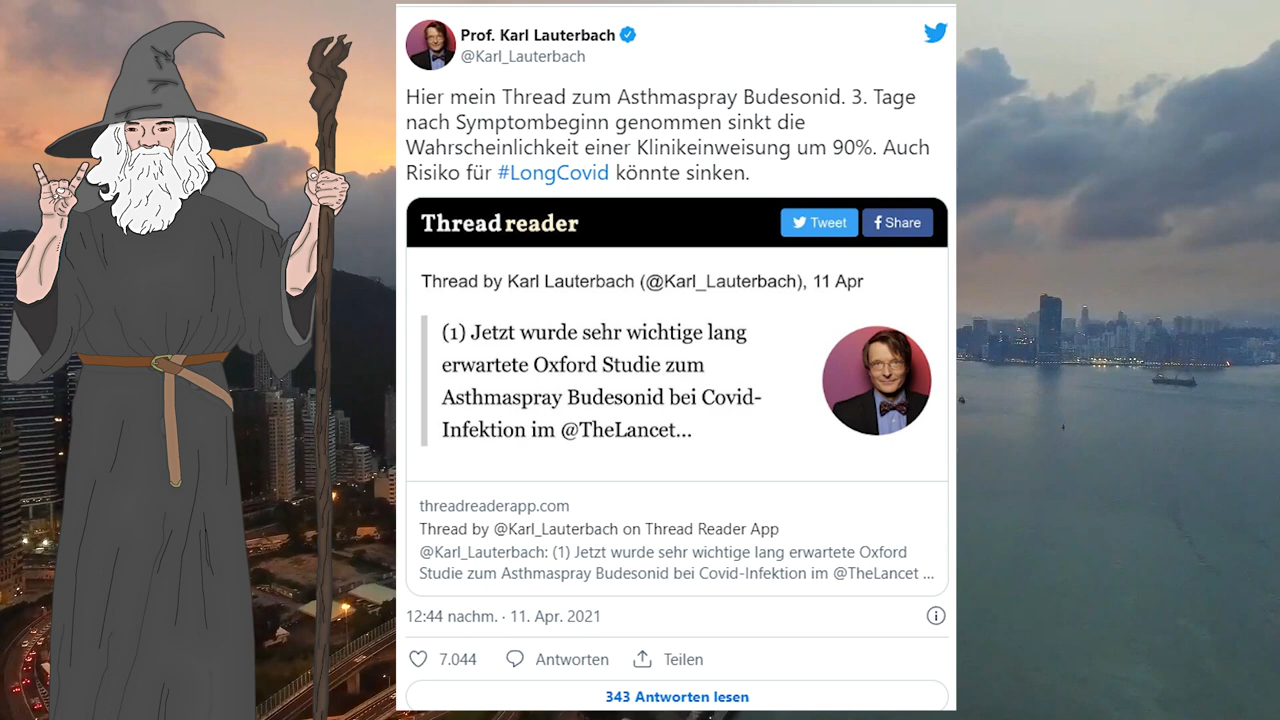 Prof. Karl Lauterbach
@Karl_Lauterbach
Hier mein Thread zum Asthmaspray Budesonid. 3. Tage
nach Symptombeginn genommen sinkt die
Wahrscheinlichkeit einer Klinikeinweisung um 90%. Auch
Risiko für #LongCovid könnte sinken.
Thread reader
Tweet
Share
Thread by Karl Lauterbach (@Karl_Lauterbach), 11 Apr
(1) Jetzt wurde sehr wichtige lang
erwartete Oxford Studie zum
Asthmaspray Budesonid bei Covid-
Infektion im @TheLancet...
threadreaderapp.com
Thread by @Karl_Lauterbach on Thread Reader App
@Karl_Lauterbach: (1) Jetzt wurde sehr wichtige lang erwartete Oxford
Studie zum Asthmaspray Budesonid bei Covid-Infektion im @TheLancet ...
12:44 nachm. · 11. Apr. 2021
7.044
Antworten
Teilen
343 Antworten lesen